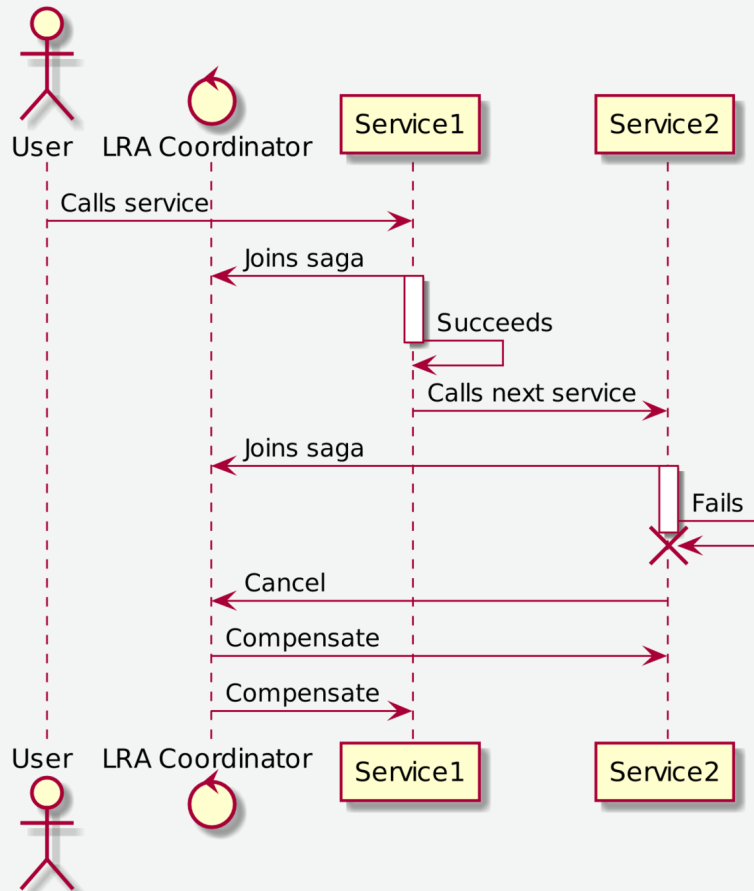 User
LRA Coordinator
Service1
Service2
Calls service
Joins saga
Succeeds
Calls next service
Joins saga
Fails
Cancel
Compensate
Compensate
User
LRA Coordinator
Service1
Service2